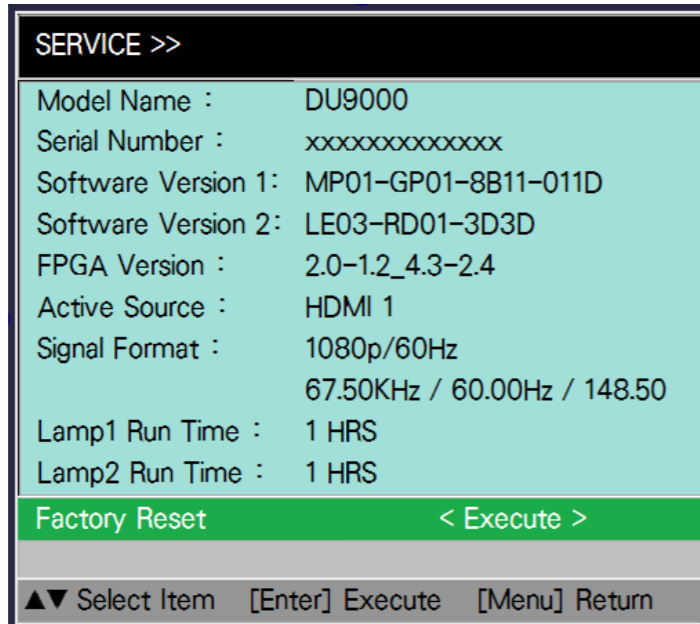 SERVICE >>
Model Name : DU9000
Serial Number : xxxxxxxxxxxxx
Software Version 1: MP01-GP01-8B11-011D
Software Version 2: LE03-RD01-3D3D
FPGA Version : 2.0-1.2_4.3-2.4
Active Source : HDMI 1
Signal Format : 1080p/60Hz
67.50KHz / 60.00Hz / 148.50
Lamp1 Run Time : 1 HRS
Lamp2 Run Time : 1 HRS
Factory Reset < Execute >
▲▼ Select Item [Enter] Execute [Menu] Return